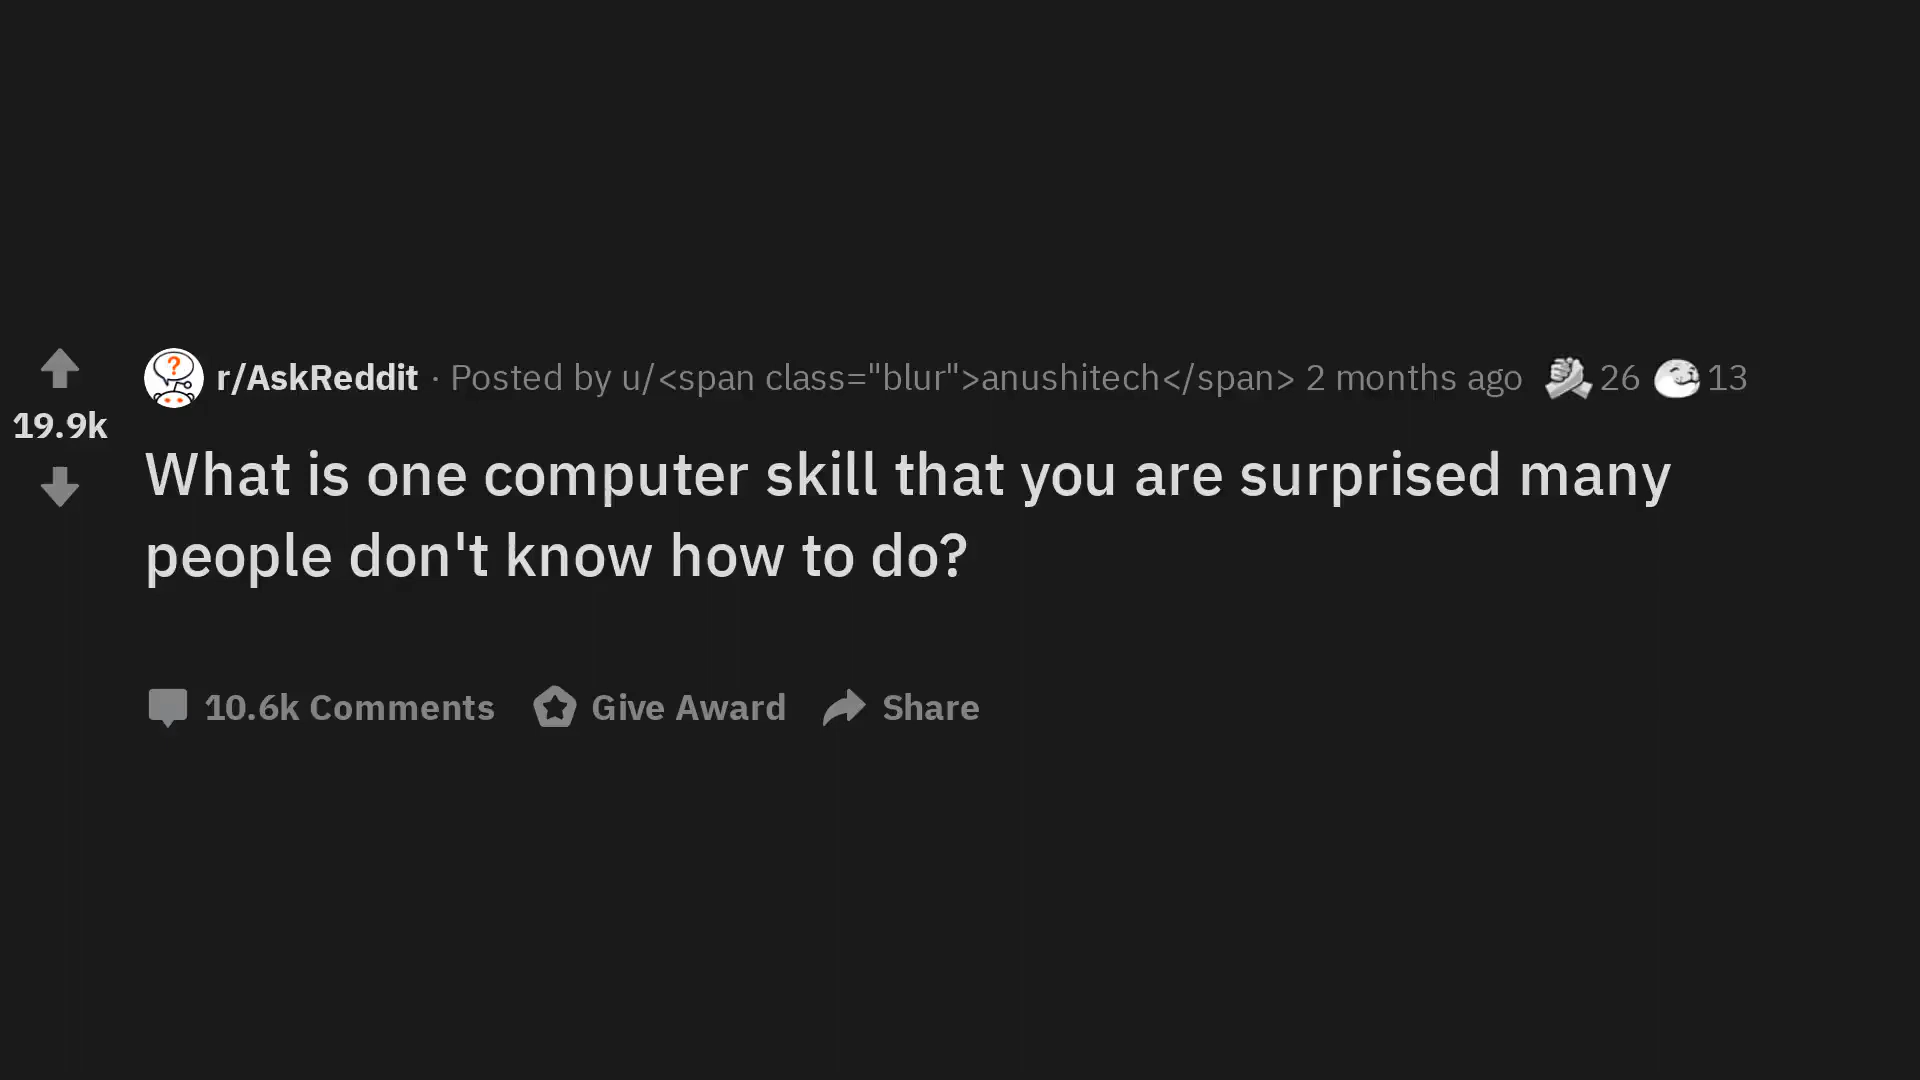 r/AskReddit · Posted by u/<span class="blur">anushitech</span> 2 months ago 26 13
19.9k
What is one computer skill that you are surprised many
people don't know how to do?
10.6k Comments Give Award Share